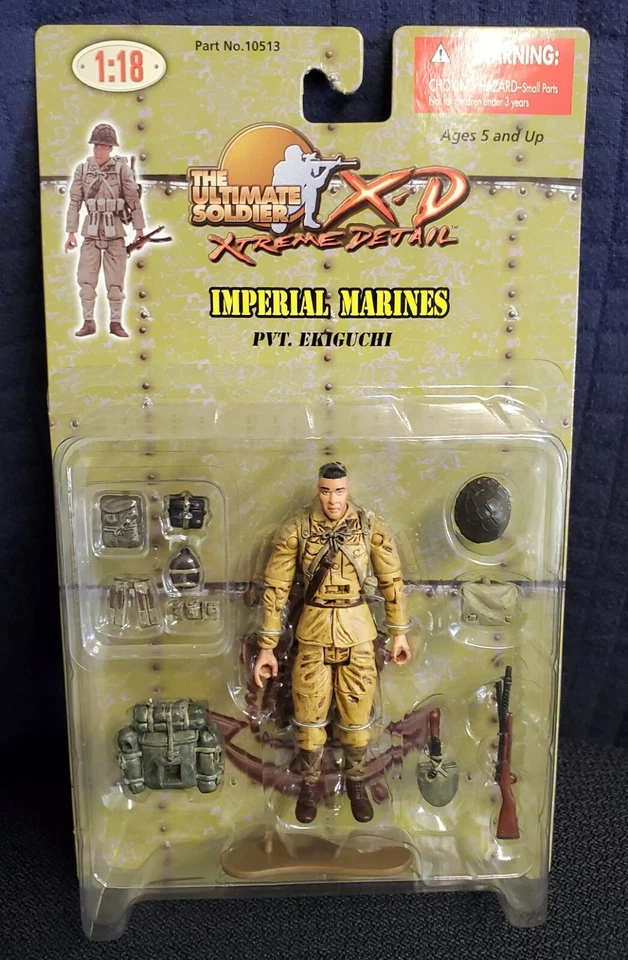 1:18
Part No.10513
WARNING:
CHOKING HAZARD–Small Parts
Not for children under 3 years
Ages 5 and Up
THE
ULTIMATE
SOLDIER
X-D
XTREME DETAIL™
IMPERIAL MARINES
PVT. EKIGUCHI